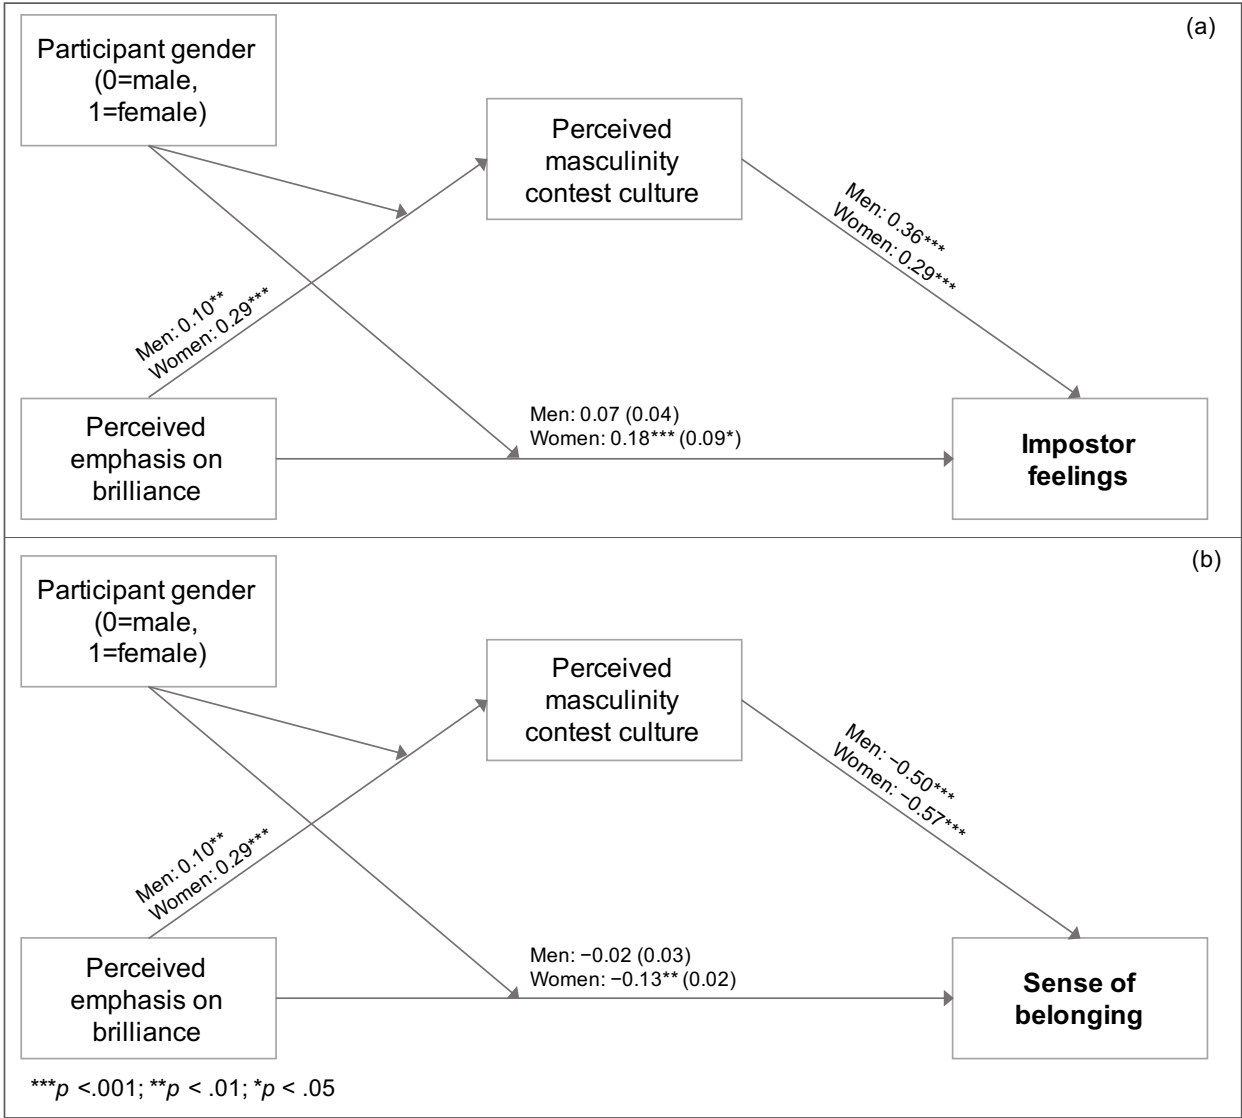 (a)
Participant gender
(0=male,
1=female)
Perceived
masculinity
contest culture
Men: 0.36***
Women: 0.29***
Men: 0.10**
Women: 0.29***
Perceived
emphasis on
brilliance
Men: 0.07 (0.04)
Women: 0.18*** (0.09*)
Impostor
feelings
(b)
Participant gender
(0=male,
1=female)
Perceived
masculinity
contest culture
Men: −0.50***
Women: −0.57***
Men: 0.10**
Women: 0.29***
Perceived
emphasis on
brilliance
Men: −0.02 (0.03)
Women: −0.13** (0.02)
Sense of
belonging
***p <.001; **p < .01; *p < .05